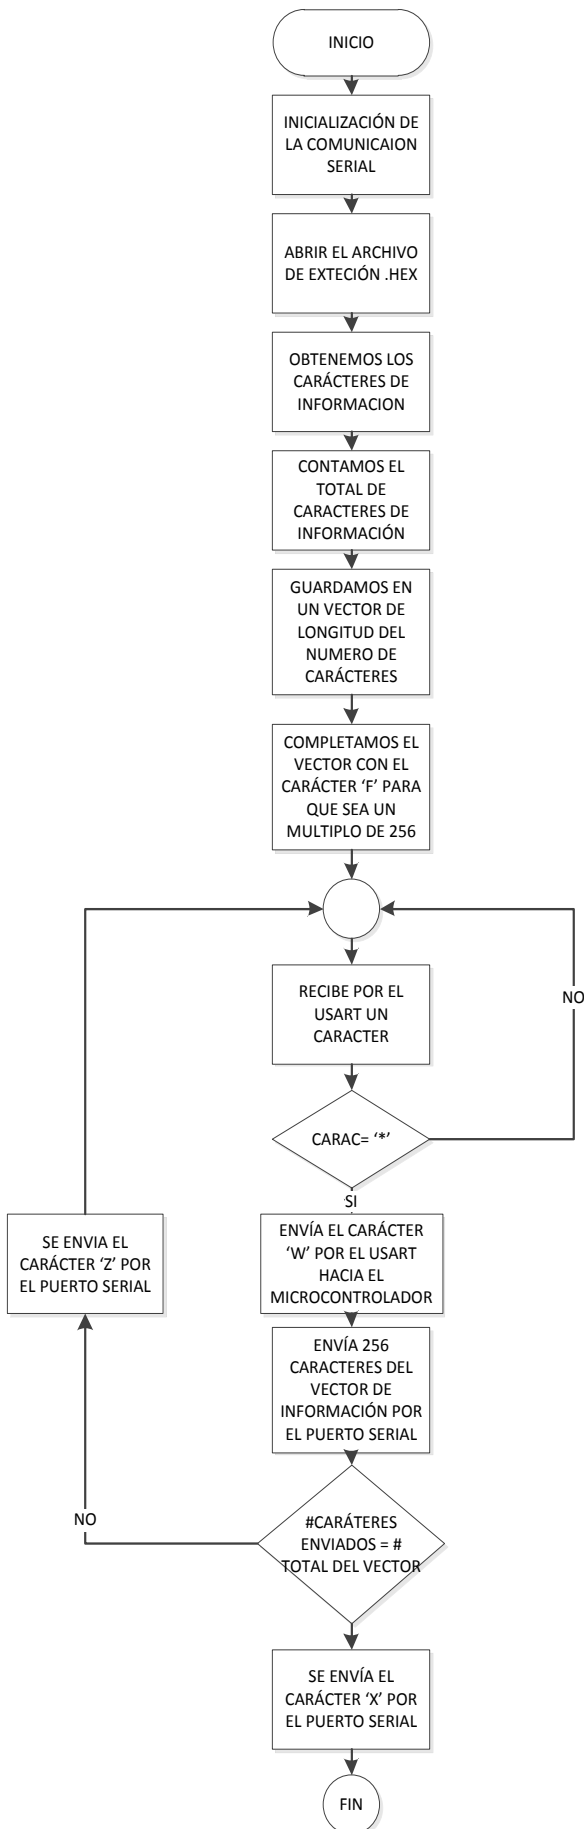 INICIO
INICIALIZACIÓN DE
LA COMUNICAION
SERIAL
ABRIR EL ARCHIVO
DE EXTECIÓN .HEX
OBTENEMOS LOS
CARÁCTERES DE
INFORMACION
CONTAMOS EL
TOTAL DE
CARACTERES DE
INFORMACIÓN
GUARDAMOS EN
UN VECTOR DE
LONGITUD DEL
NUMERO DE
CARÁCTERES
COMPLETAMOS EL
VECTOR CON EL
CARÁCTER ‘F’ PARA
QUE SEA UN
MULTIPLO DE 256
RECIBE POR EL
USART UN
CARACTER
NO
CARAC= ‘*’
SI
SE ENVIA EL
CARÁCTER ‘Z’ POR
EL PUERTO SERIAL
ENVÍA EL CARÁCTER
‘W’ POR EL USART
HACIA EL
MICROCONTROLADOR
ENVÍA 256
CARACTERES DEL
VECTOR DE
INFORMACIÓN POR
EL PUERTO SERIAL
NO
#CARÁTERES
ENVIADOS = #
TOTAL DEL VECTOR
SE ENVÍA EL
CARÁCTER ‘X’ POR
EL PUERTO SERIAL
FIN